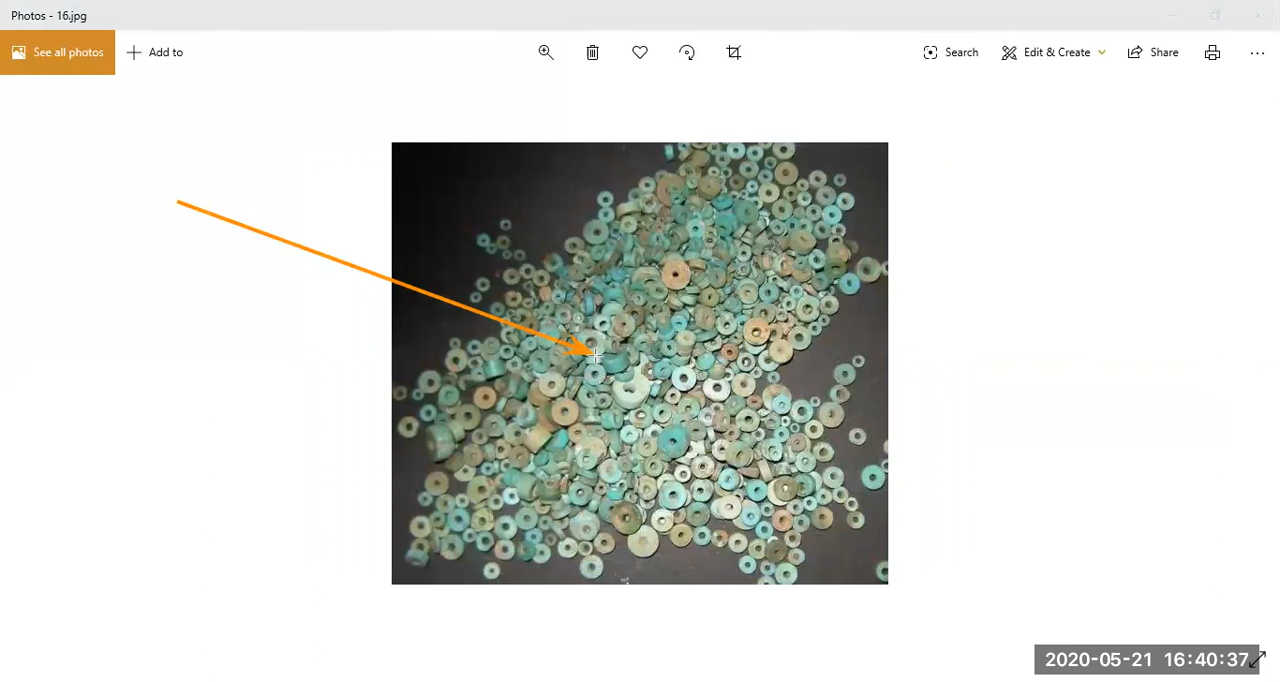 Photos - 16.jpg
See all photos
Add to
Search
Edit & Create
Share
2020-05-21 16:40:37